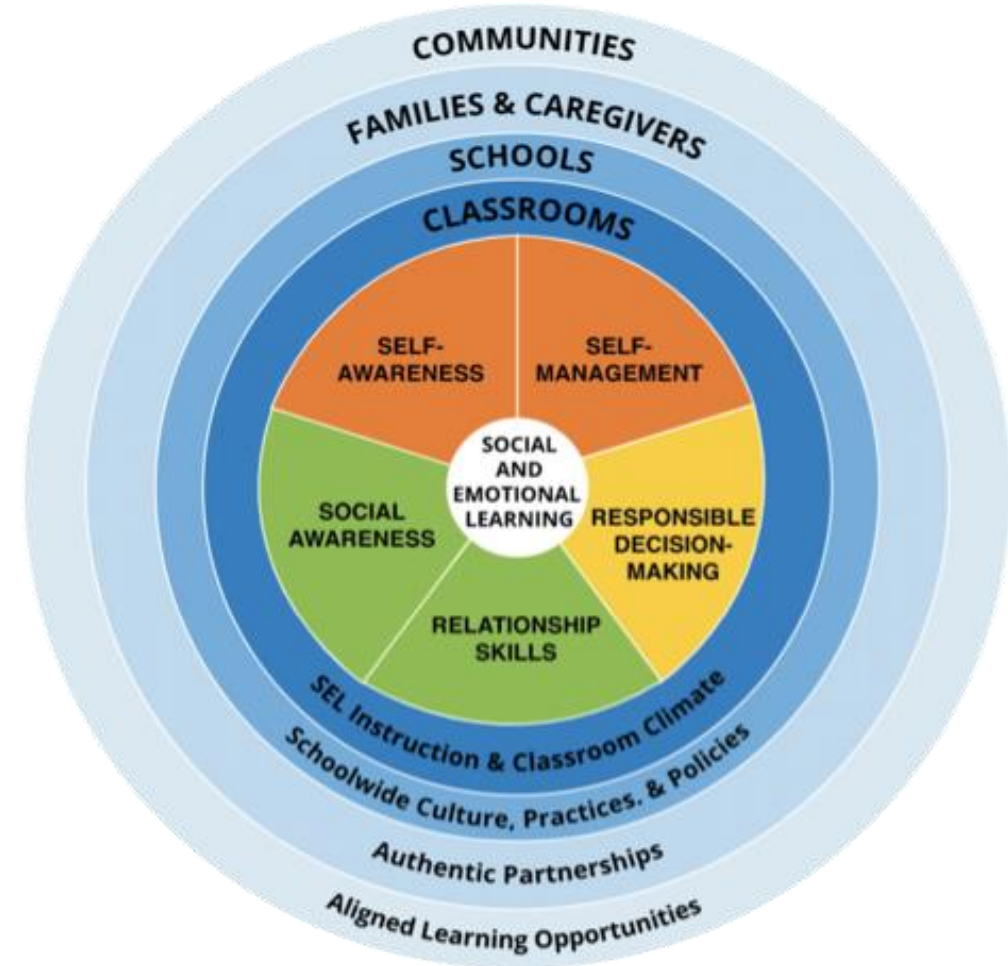 COMMUNITIES
FAMILIES & CAREGIVERS
SCHOOLS
CLASSROOMS
SELF-
AWARENESS
SELF-
MANAGEMENT
SOCIAL
AND
EMOTIONAL
LEARNING
SOCIAL
AWARENESS
RESPONSIBLE
DECISION-
MAKING
RELATIONSHIP
SKILLS
SEL Instruction & Classroom Climate
Schoolwide Culture, Practices. & Policies
Authentic Partnerships
Aligned Learning Opportunities